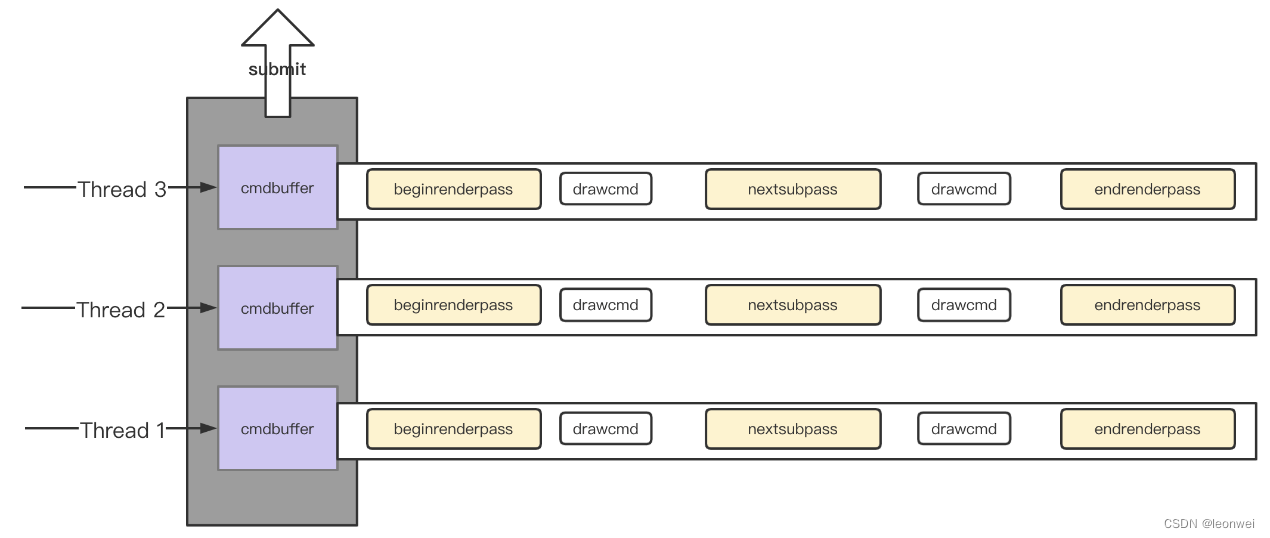 submit
Thread 3
cmdbuffer
beginrenderpass
drawcmd
nextsubpass
drawcmd
endrenderpass
Thread 2
cmdbuffer
beginrenderpass
drawcmd
nextsubpass
drawcmd
endrenderpass
Thread 1
cmdbuffer
beginrenderpass
drawcmd
nextsubpass
drawcmd
endrenderpass
CSDN @leonwei